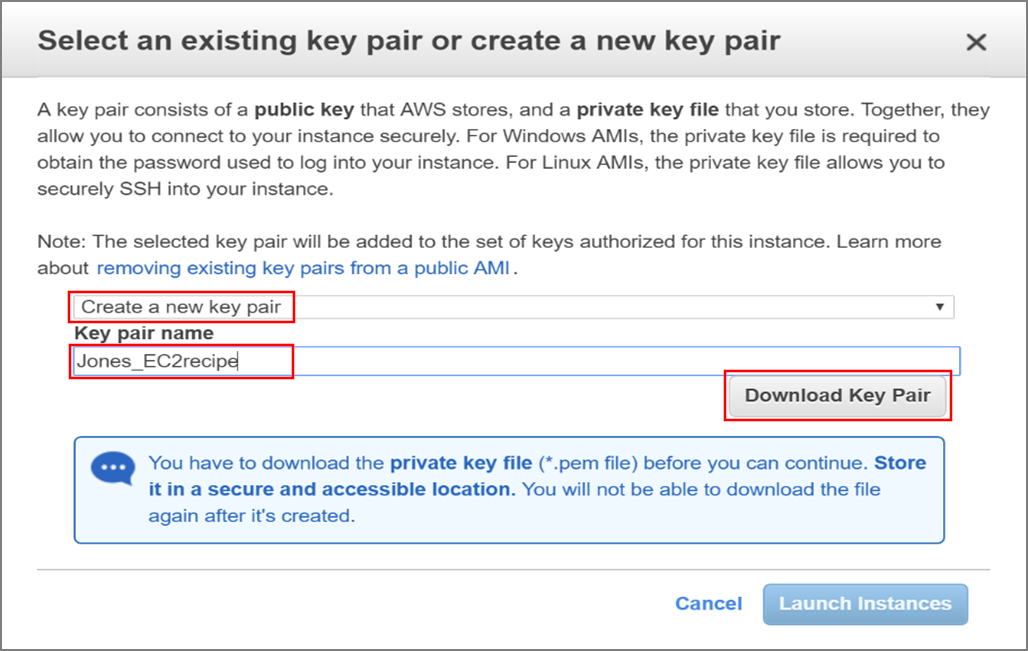 Select an existing key pair or create a new key pair
A key pair consists of a public key that AWS stores, and a private key file that you store. Together, they
allow you to connect to your instance securely. For Windows AMIs, the private key file is required to
obtain the password used to log into your instance. For Linux AMIs, the private key file allows you to
securely SSH into your instance.
Note: The selected key pair will be added to the set of keys authorized for this instance. Learn more
about removing existing key pairs from a public AMI .
Create a new key pair
Key pair name
Jones_EC2recipe
Download Key Pair
You have to download the private key file (*.pem file) before you can continue. Store
it in a secure and accessible location. You will not be able to download the file
again after it's created.
Cancel Launch Instances